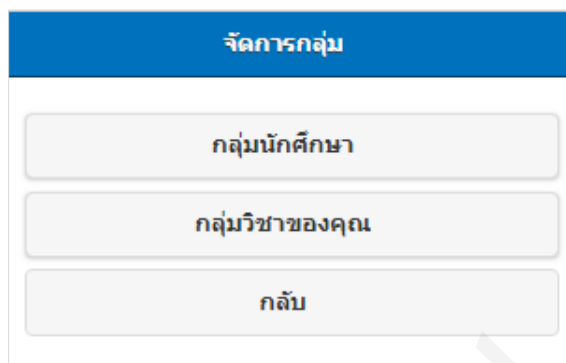 จัดการกลุ่ม
กลุ่มนักศึกษา
กลุ่มวิชาของคุณ
กลับ